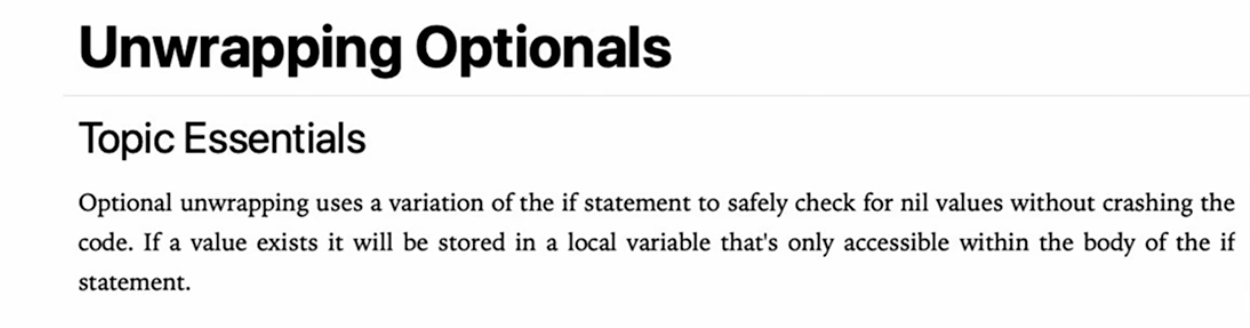 Unwrapping Optionals
Topic Essentials
Optional unwrapping uses a variation of the if statement to safely check for nil values without crashing the
code. If a value exists it will be stored in a local variable that's only accessible within the body of the if
statement.